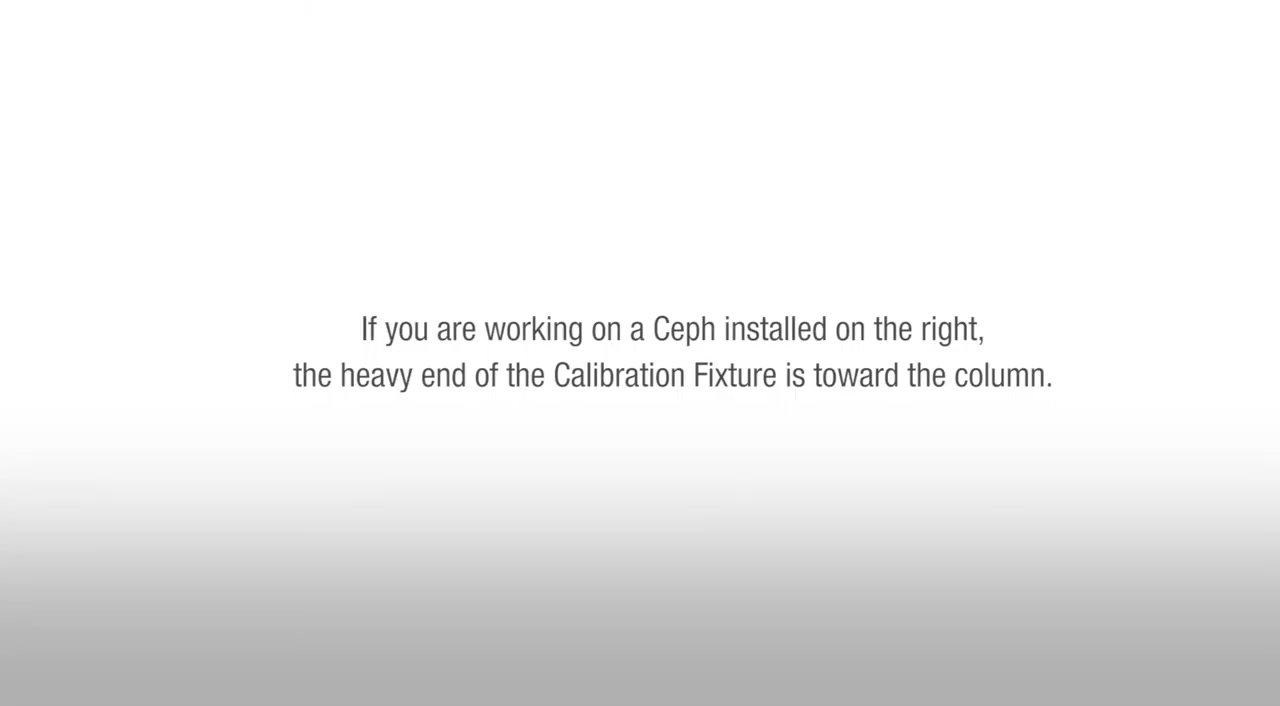 If you are working on a Ceph installed on the right,
the heavy end of the Calibration Fixture is toward the column.